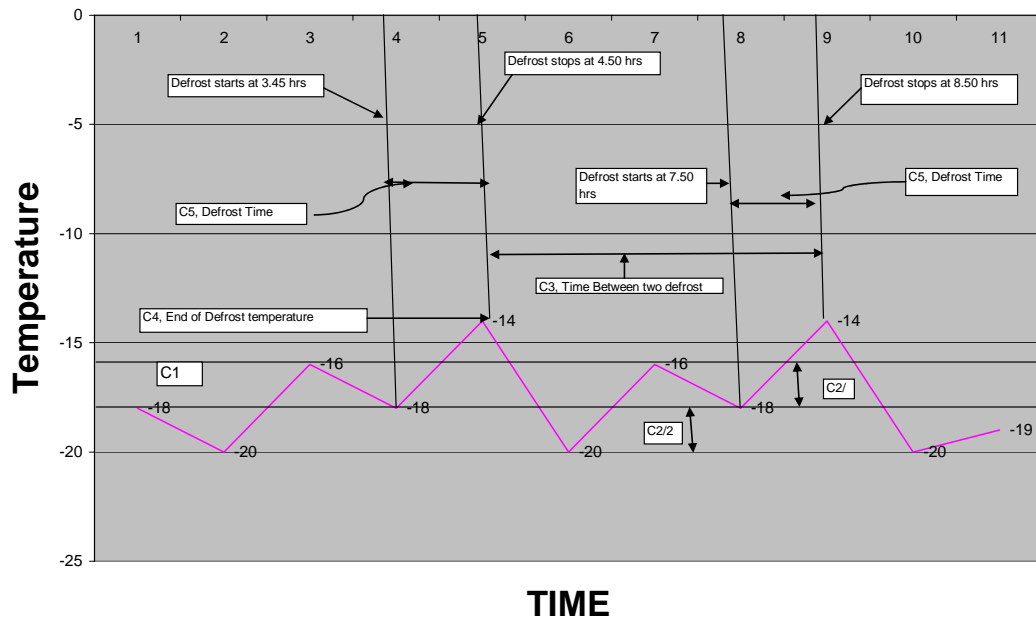 0
1 2 3 4 5 6 7 8 9 10 11
Defrost starts at 3.45 hrs
Defrost stops at 4.50 hrs
Defrost stops at 8.50 hrs
-5
C5, Defrost Time
Defrost starts at 7.50
hrs
C5, Defrost Time
-10
C3, Time Between two defrost
C4, End of Defrost temperature
-14
-14
-15
C1
-16
-16
C2/
-18
-18
-18
C2/2
-20
-20
-20
-20
-19
-25
Temperature
TIME